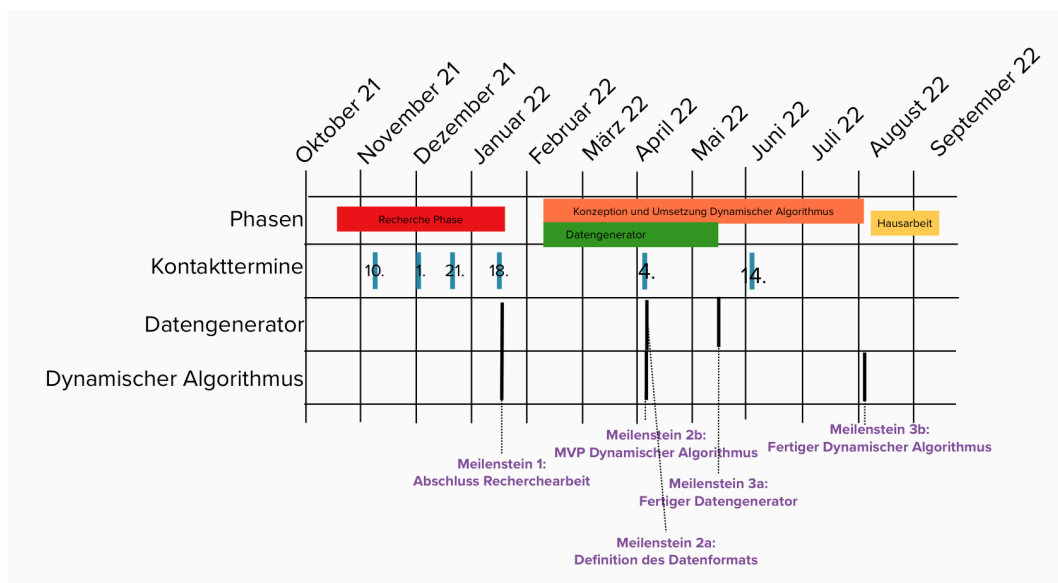 Oktober 21
November 21
Dezember 21
Januar 22
Februar 22
März 22
April 22
Mai 22
Juni 22
Juli 22
August 22
September 22
Phasen
Recherche Phase
Konzeption und Umsetzung Dynamischer Algorithmus
Datengenerator
Hausarbeit
Kontakttermine
10.
1.
21.
18.
4.
14.
Datengenerator
Dynamischer Algorithmus
Meilenstein 1:
Abschluss Recherchearbeit
Meilenstein 2b:
MVP Dynamischer Algorithmus
Meilenstein 3b:
Fertiger Dynamischer Algorithmus
Meilenstein 3a:
Fertiger Datengenerator
Meilenstein 2a:
Definition des Datenformats